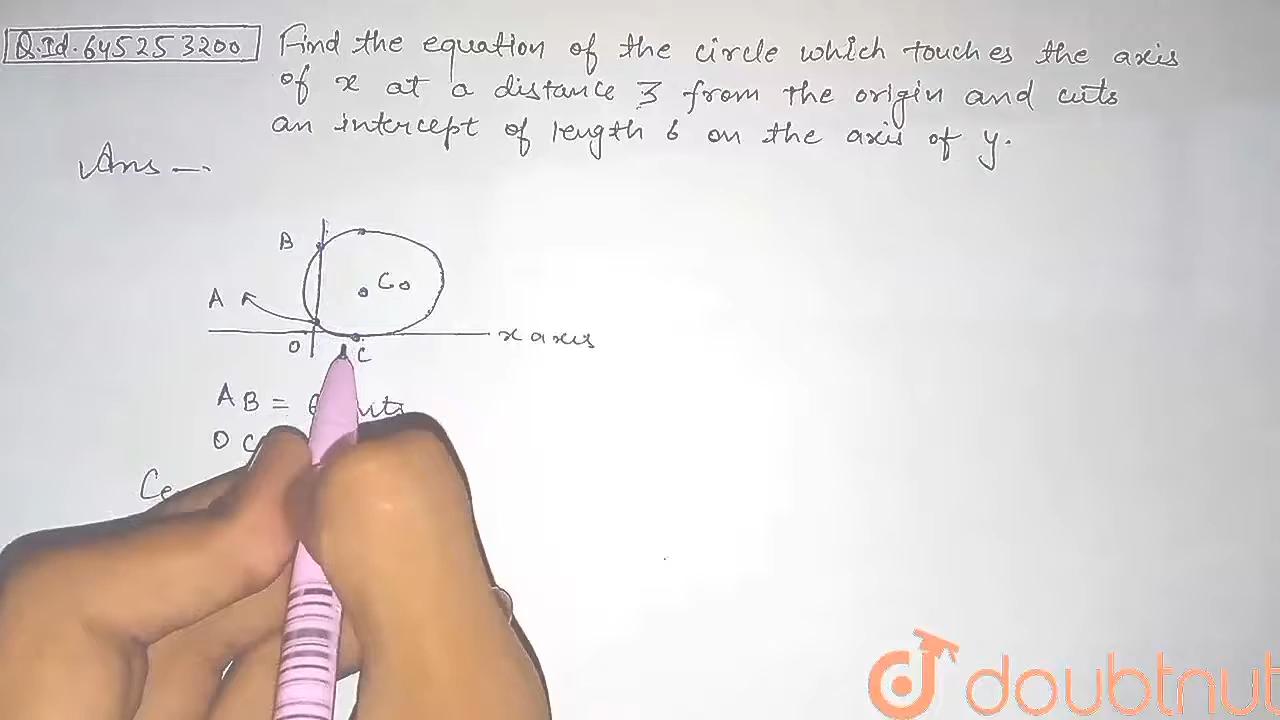 Q.Id.645253200 Find the equation of the circle which touches the axis
of x at a distance 3 from the origin and cuts
an intercept of length 6 on the axis of y.
Ans —
B
A
Co
x axis
O
C
AB =
OC
doubtnut